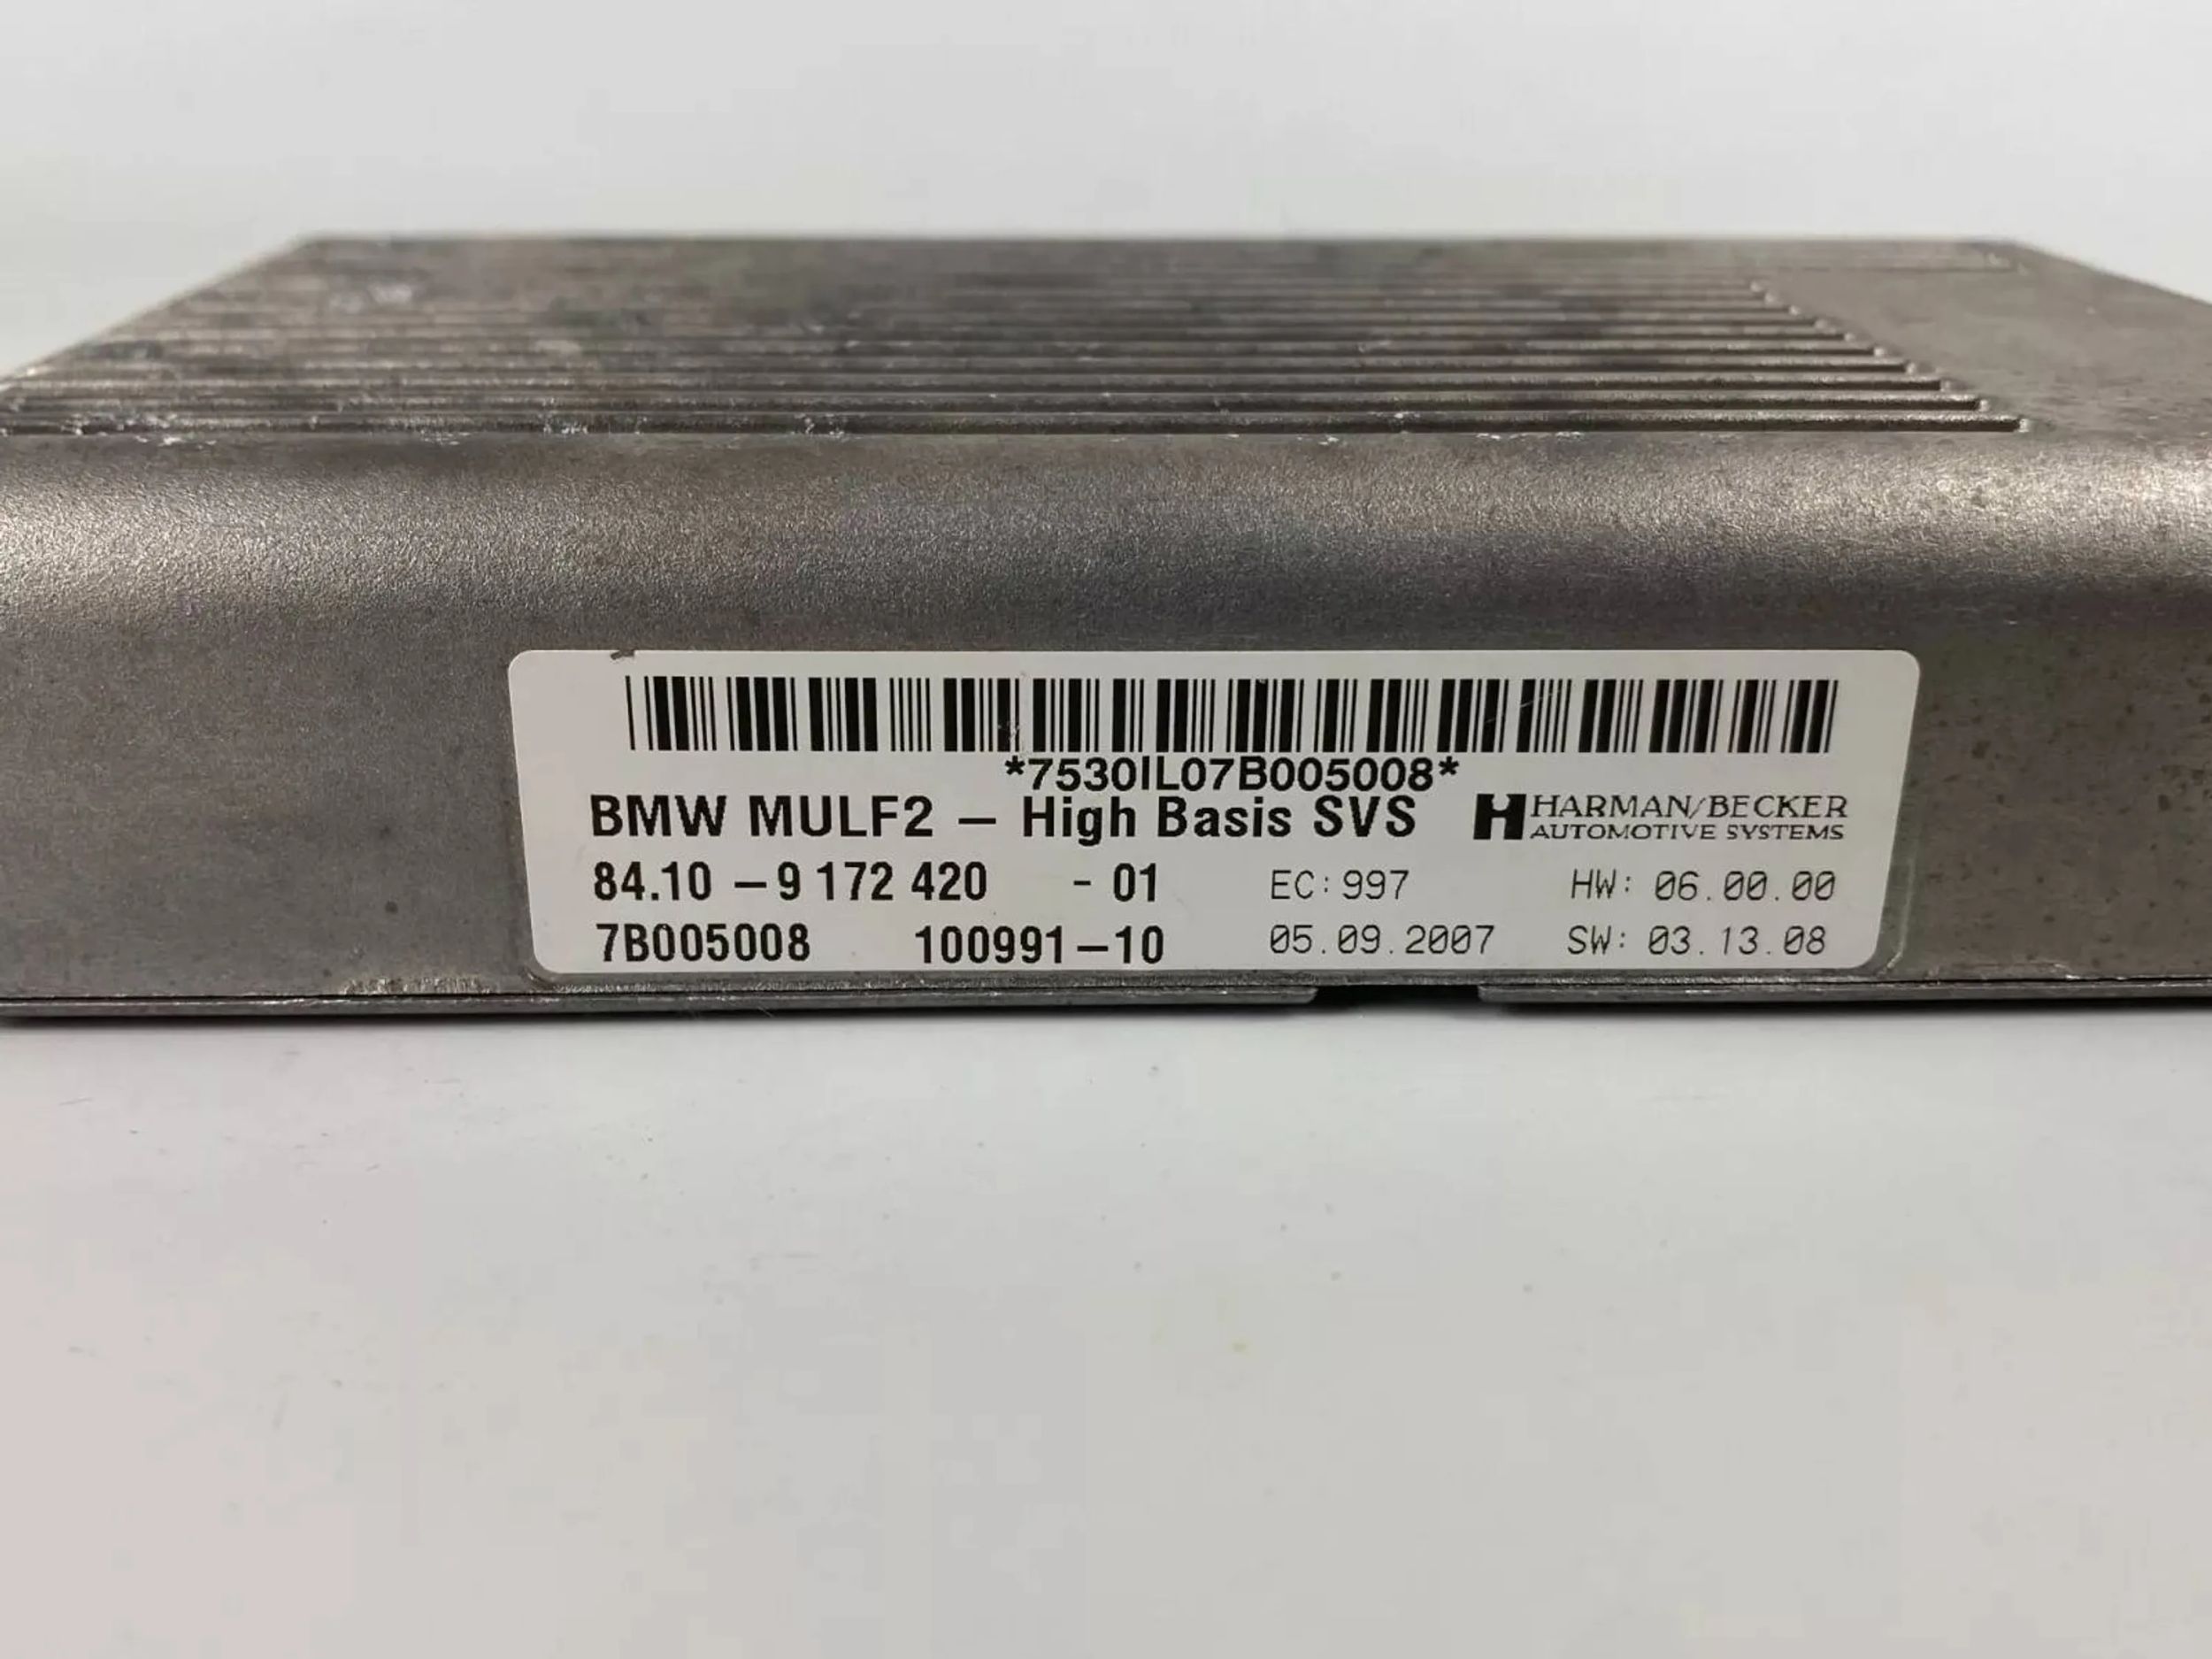 *7530IL07B005008*
BMW MULF2 – High Basis SVS
HARMAN/BECKER
AUTOMOTIVE SYSTEMS
84.10 –9 172 420 - 01 EC:997 HW: 06.00.00
7B005008 100991–10 05.09.2007 SW: 03.13.08